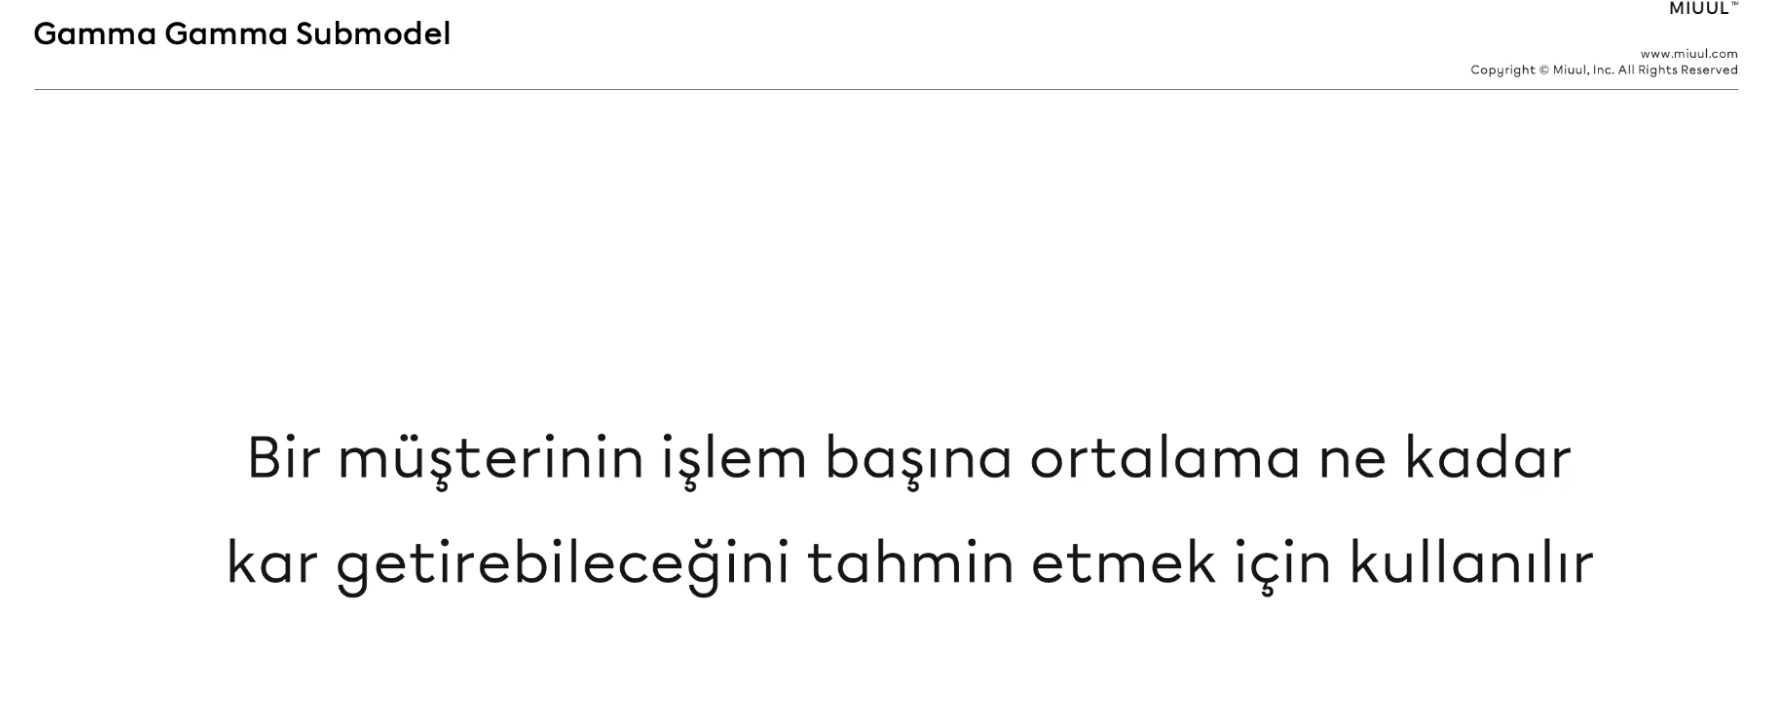 Gamma Gamma Submodel
MIUUL™
www.miuul.com
Copyright © Miuul, Inc. All Rights Reserved
Bir müşterinin işlem başına ortalama ne kadar
kar getirebileceğini tahmin etmek için kullanılır